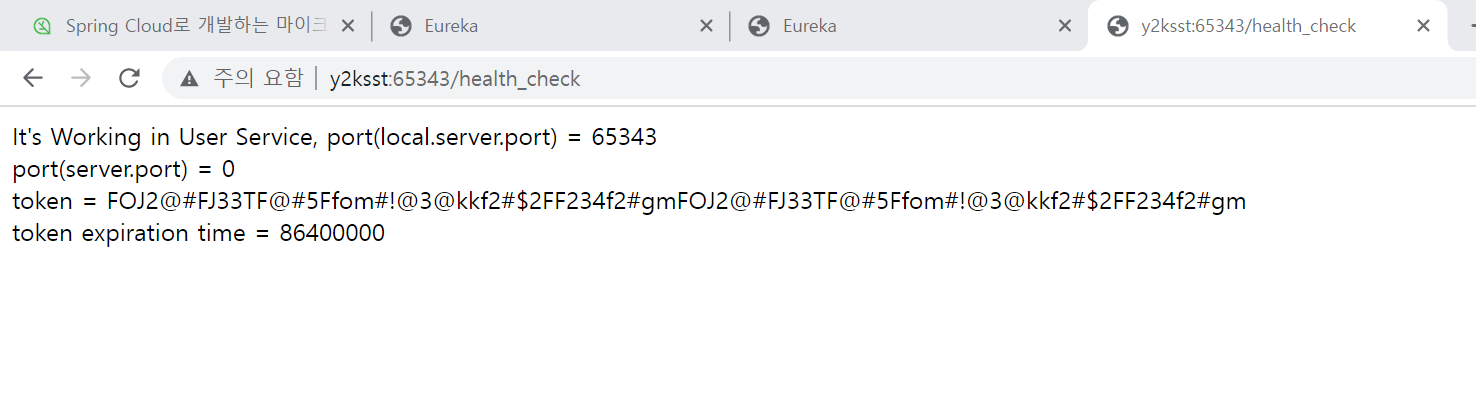 Spring Cloud로 개발하는 마이크
Eureka
Eureka
y2ksst:65343/health_check
주의 요함
y2ksst:65343/health_check
It's Working in User Service, port(local.server.port) = 65343
port(server.port) = 0
token = FOJ2@#FJ33TF@#5Ffom#!@3@kkf2#$2FF234f2#gmFOJ2@#FJ33TF@#5Ffom#!@3@kkf2#$2FF234f2#gm
token expiration time = 86400000